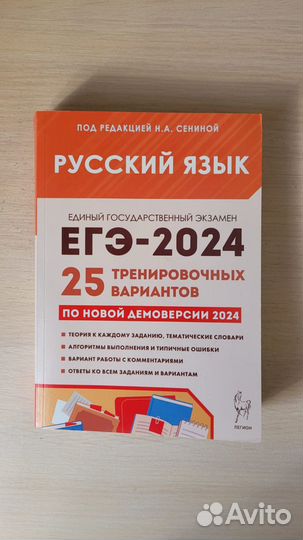 ПОД РЕДАКЦИЕЙ Н.А. СЕНИНОЙ
РУССКИЙ ЯЗЫК
ЕДИНЫЙ ГОСУДАРСТВЕННЫЙ ЭКЗАМЕН
ЕГЭ-2024
25 ТРЕНИРОВОЧНЫХ
ВАРИАНТОВ
ПО НОВОЙ ДЕМОВЕРСИИ 2024
ТЕОРИЯ К КАЖДОМУ ЗАДАНИЮ, ТЕМАТИЧЕСКИЕ СЛОВАРИ
АЛГОРИТМЫ ВЫПОЛНЕНИЯ И ТИПИЧНЫЕ ОШИБКИ
ВАРИАНТ РАБОТЫ С КОММЕНТАРИЯМИ
ОТВЕТЫ КО ВСЕМ ЗАДАНИЯМ И ВАРИАНТАМ
ЛЕГИОН
Avito